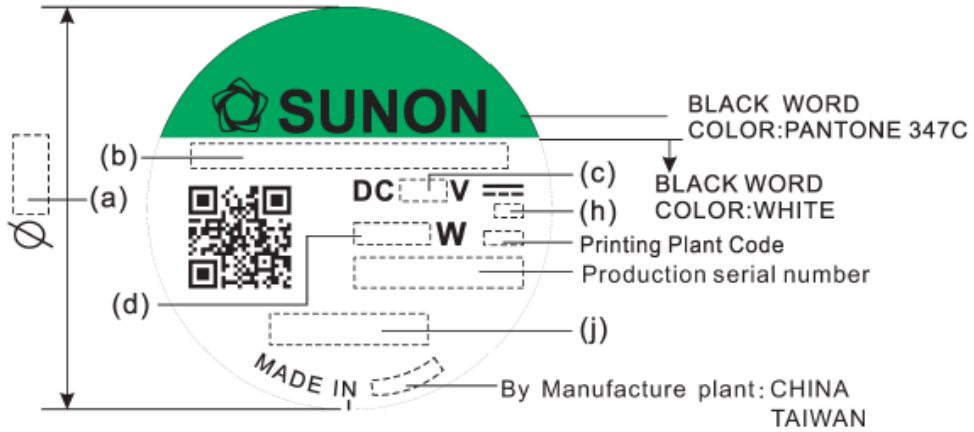 SUNON
BLACK WORD
COLOR:PANTONE 347C
(b)
(a)
Ø
DC V
(c)
BLACK WORD
COLOR:WHITE
(h)
W
Printing Plant Code
Production serial number
(d)
(j)
MADE IN
By Manufacture plant: CHINA
TAIWAN